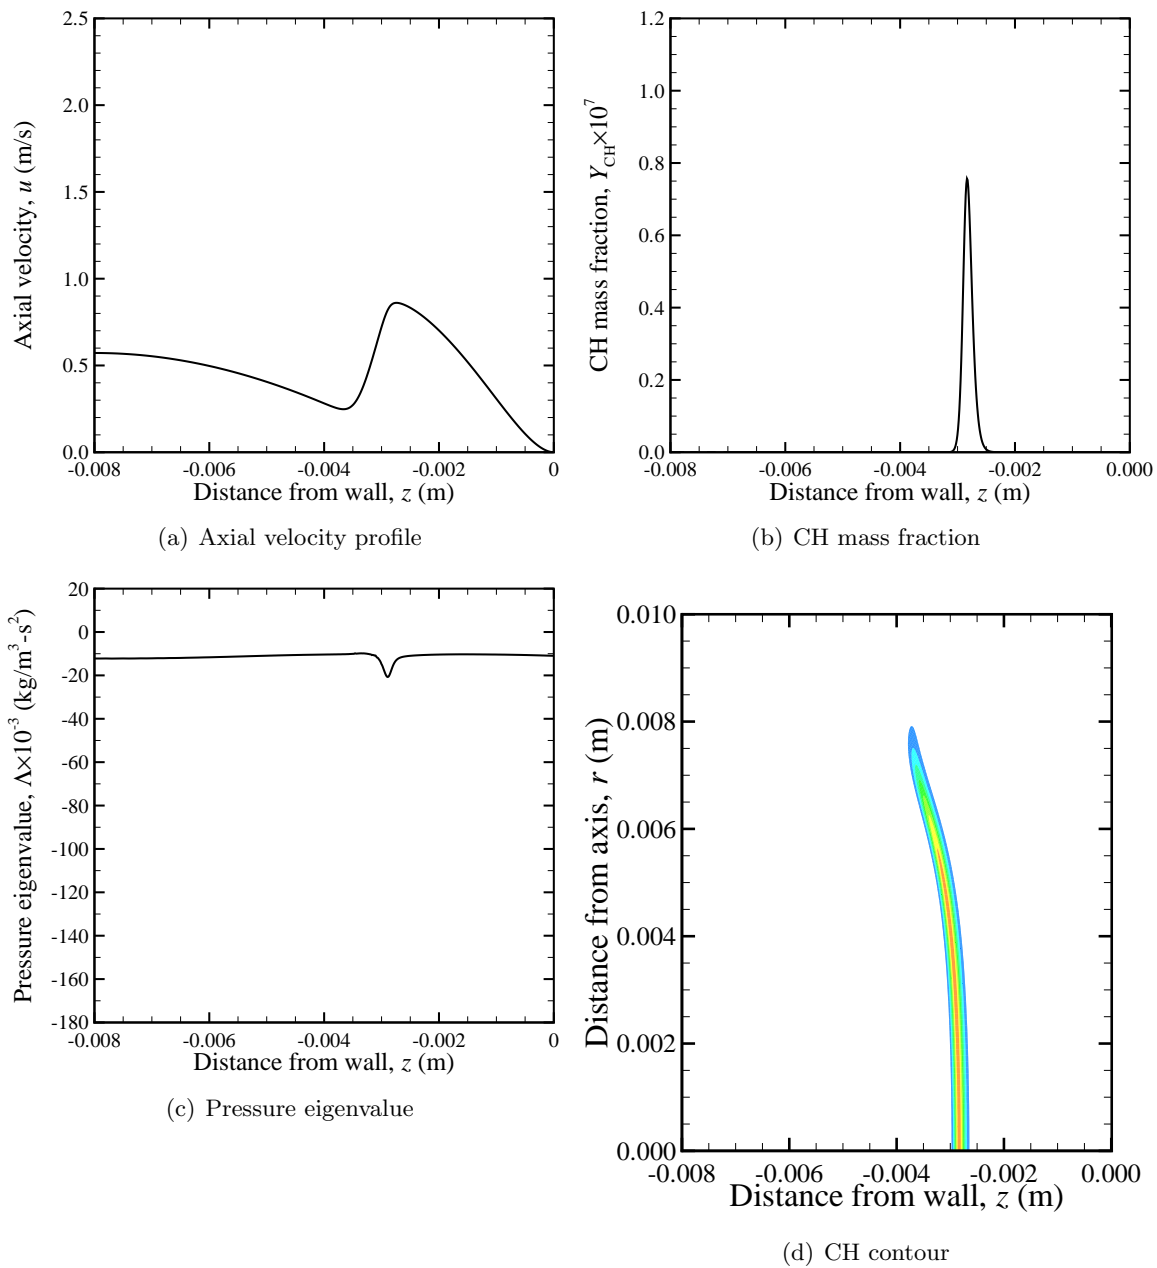 2.5
2.0
1.5
1.0
0.5
0.0
Axial velocity, u (m/s)
-0.008 -0.006 -0.004 -0.002 0
Distance from wall, z (m)
(a) Axial velocity profile
1.2
1.0
0.8
0.6
0.4
0.2
0.0
CH mass fraction, Y_CH×10^7
-0.008 -0.006 -0.004 -0.002 0.000
Distance from wall, z (m)
(b) CH mass fraction
20
0
-20
-40
-60
-80
-100
-120
-140
-160
-180
Pressure eigenvalue, Λ×10^-3 (kg/m^3-s^2)
-0.008 -0.006 -0.004 -0.002 0
Distance from wall, z (m)
(c) Pressure eigenvalue
0.010
0.008
0.006
0.004
0.002
0.000
Distance from axis, r (m)
-0.008 -0.006 -0.004 -0.002 0.000
Distance from wall, z (m)
(d) CH contour